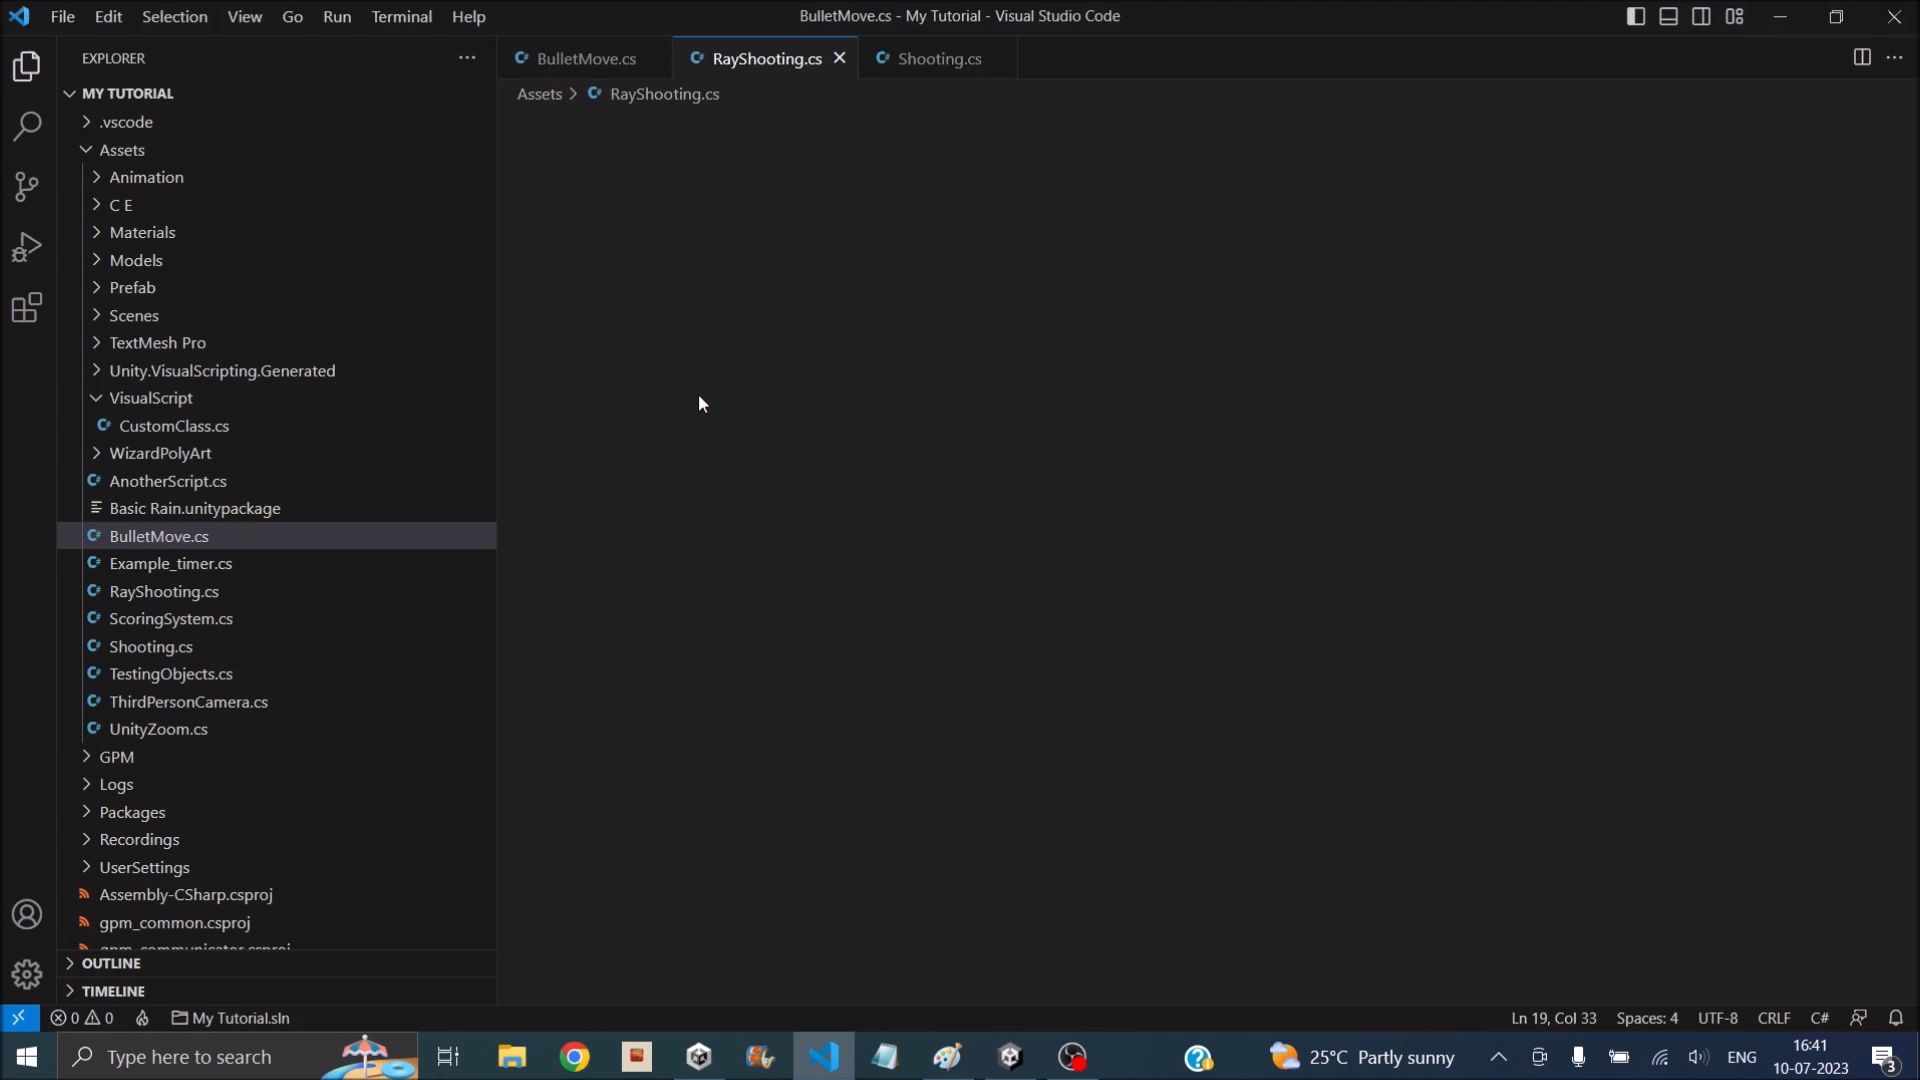 File Edit Selection View Go Run Terminal Help
BulletMove.cs - My Tutorial - Visual Studio Code
EXPLORER
BulletMove.cs
RayShooting.cs
Shooting.cs
MY TUTORIAL
Assets > RayShooting.cs
.vscode
Assets
Animation
C E
Materials
Models
Prefab
Scenes
TextMesh Pro
Unity.VisualScripting.Generated
VisualScript
CustomClass.cs
WizardPolyArt
AnotherScript.cs
Basic Rain.unitypackage
BulletMove.cs
Example_timer.cs
RayShooting.cs
ScoringSystem.cs
Shooting.cs
TestingObjects.cs
ThirdPersonCamera.cs
UnityZoom.cs
GPM
Logs
Packages
Recordings
UserSettings
Assembly-CSharp.csproj
gpm_common.csproj
gpm_communicator.csproj
OUTLINE
TIMELINE
0 0 My Tutorial.sln
Ln 19, Col 33 Spaces: 4 UTF-8 CRLF C#
Type here to search
25°C Partly sunny
ENG
16:41
10-07-2023
3